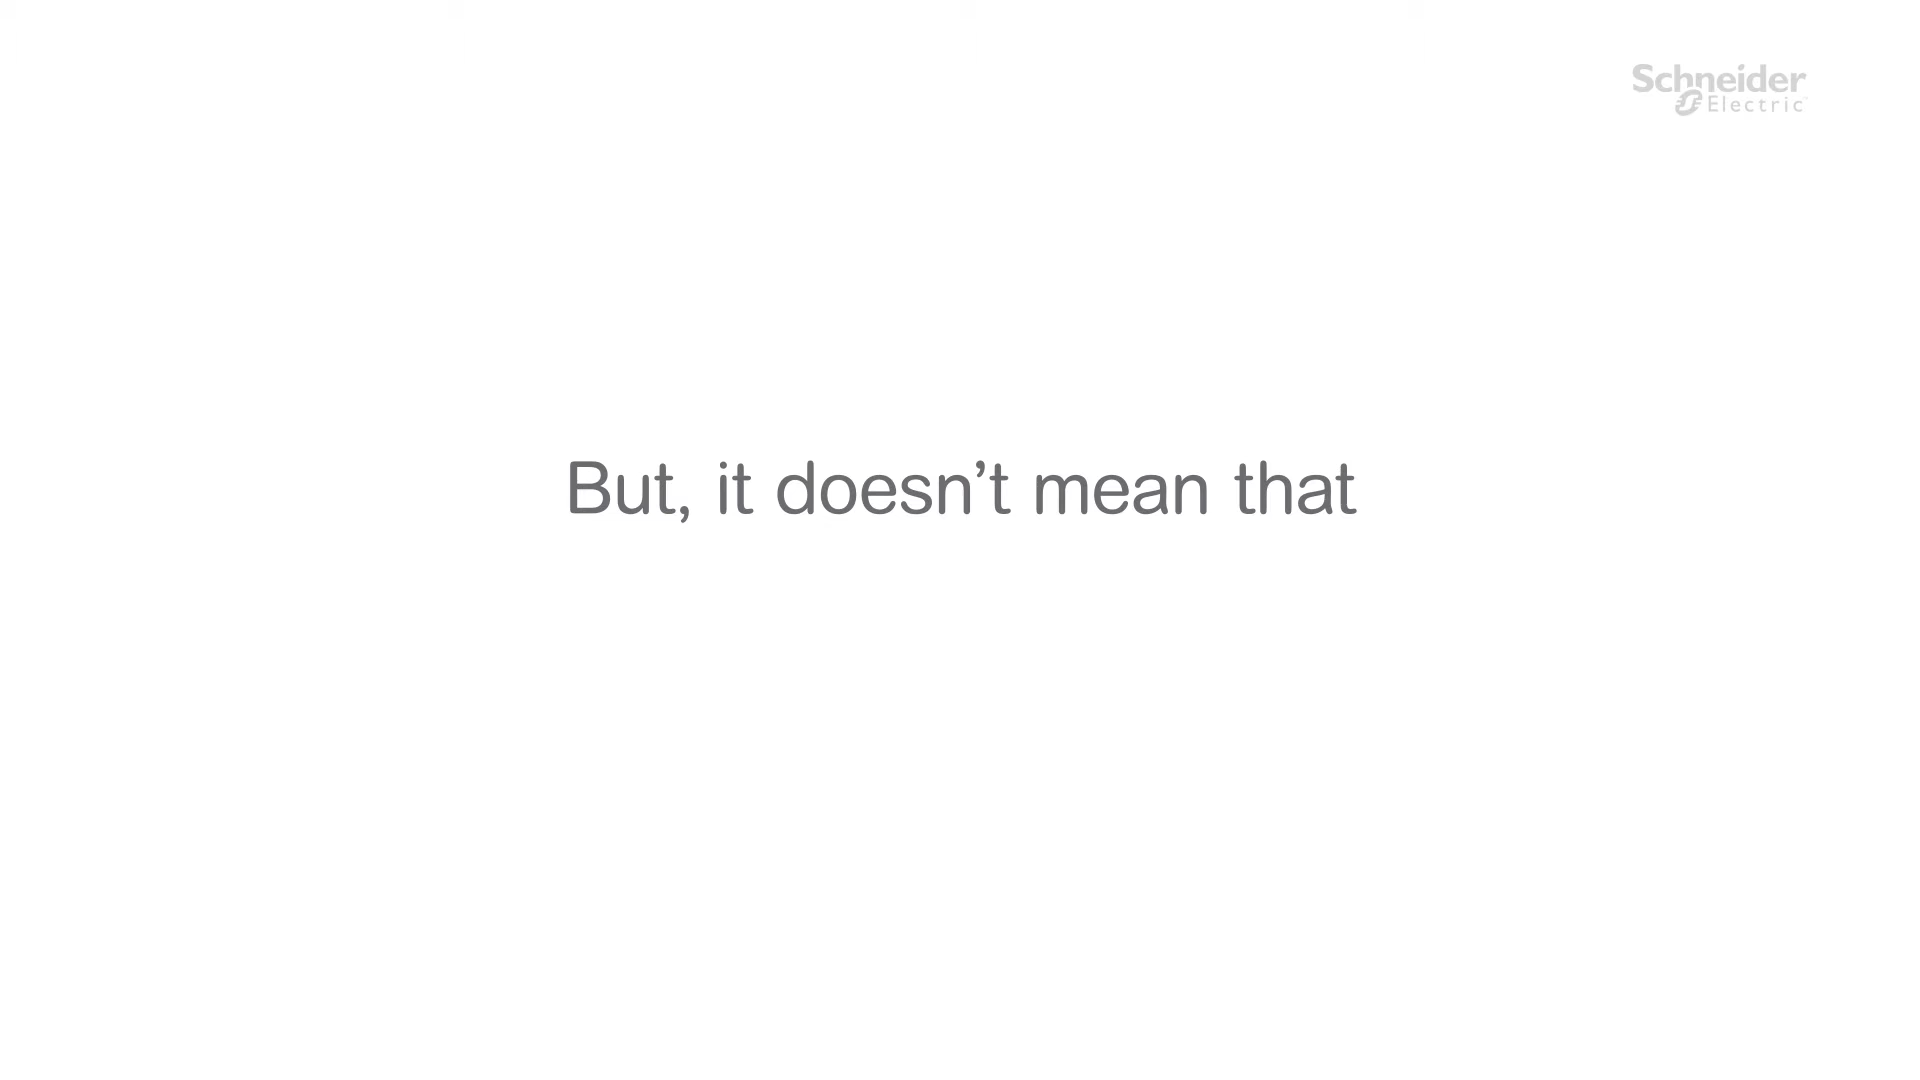 Schneider
Electric
But, it doesn’t mean that